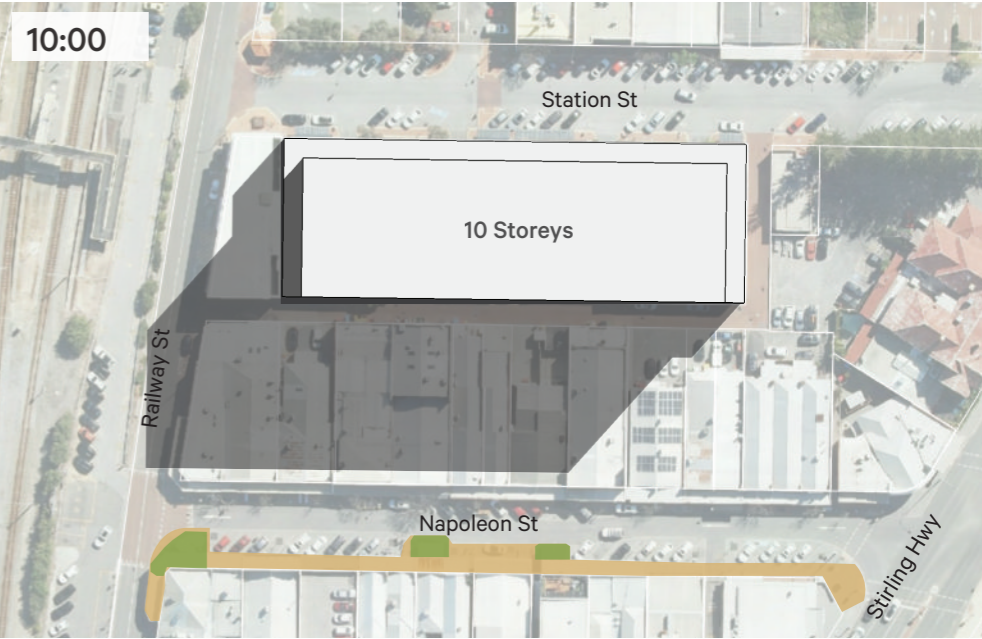 10:00
Station St
10 Storeys
Railway St
Napoleon St
Stirling Hwy